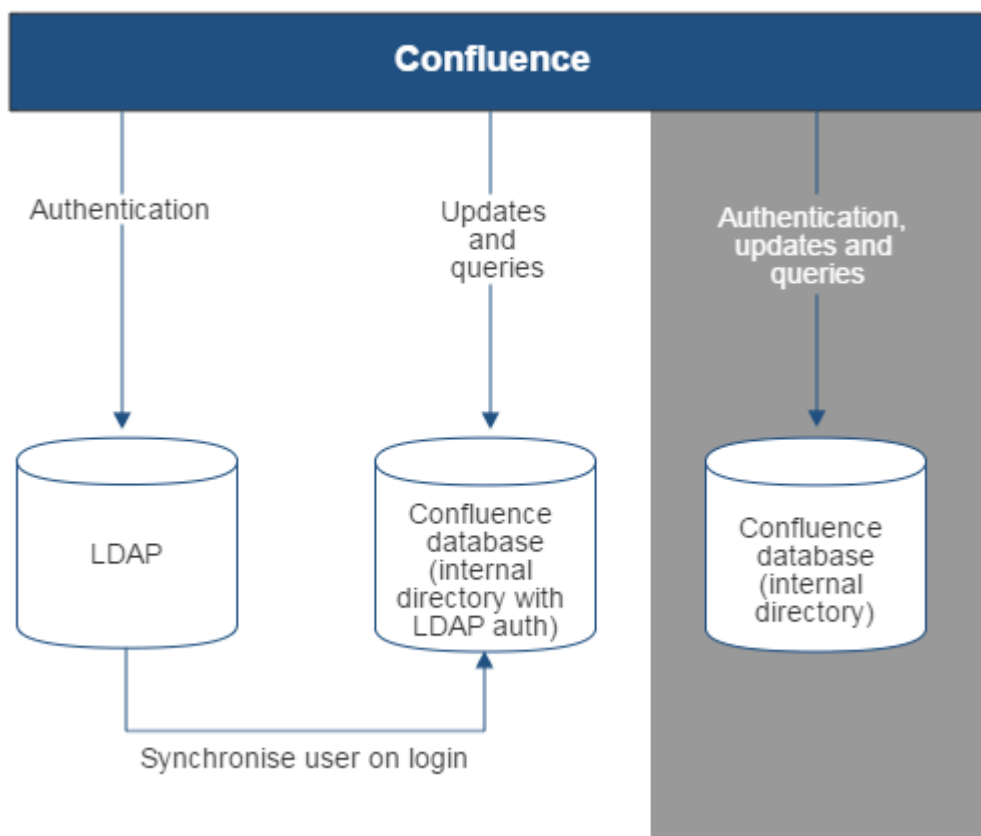 Confluence
Authentication
Updates
and
queries
Authentication,
updates and
queries
LDAP
Confluence
database
(internal
directory with
LDAP auth)
Confluence
database
(internal
directory)
Synchronise user on login